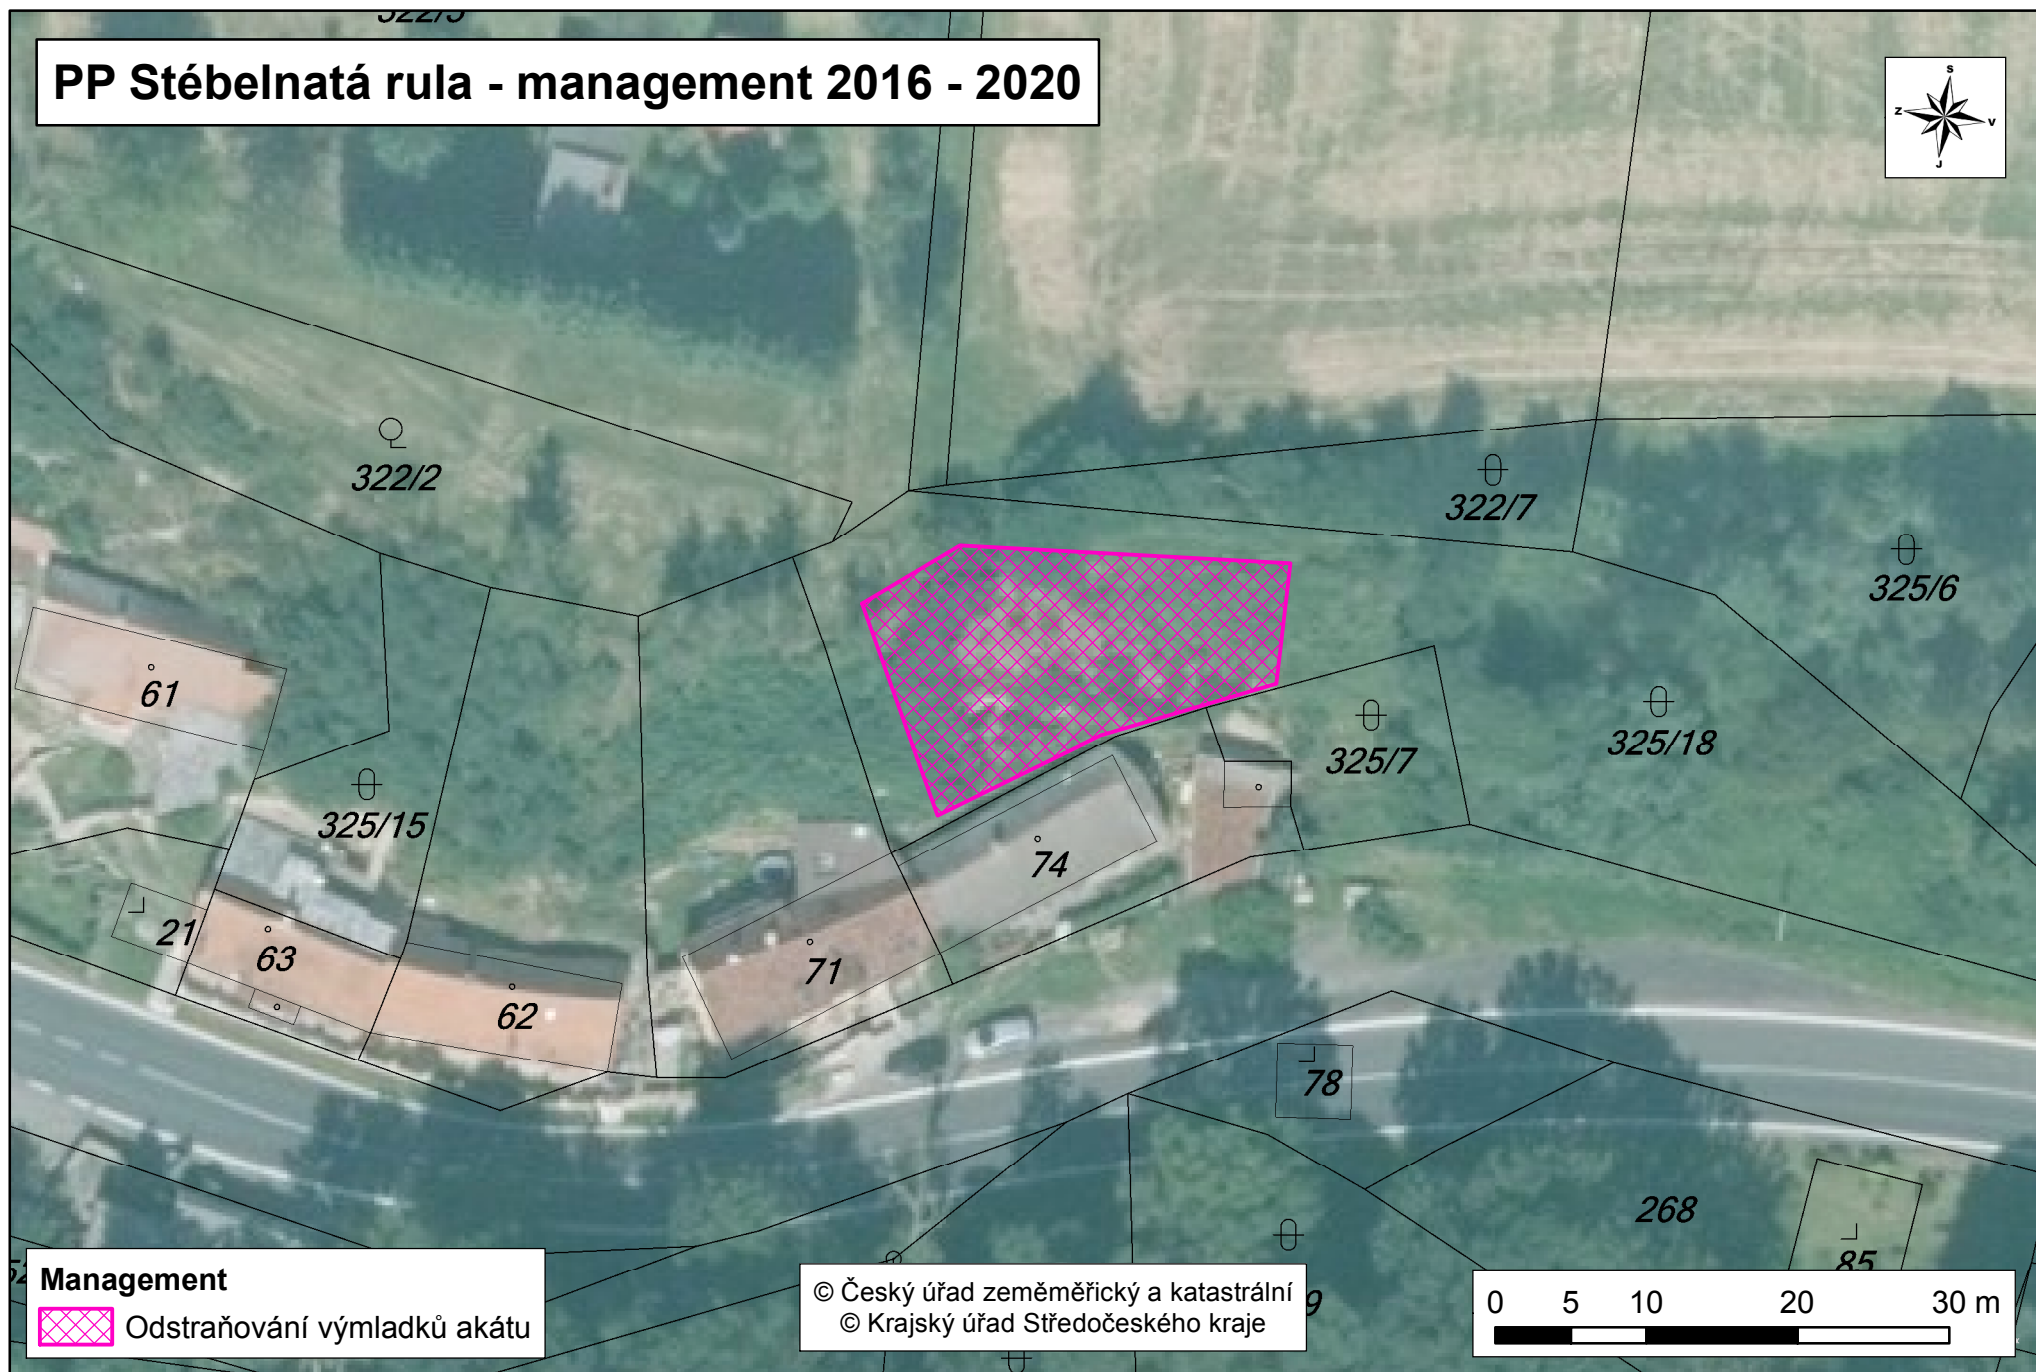 322/3
PP Stébelnatá rula - management 2016 - 2020
S
Z
V
J
322/2
322/7
325/6
61
325/18
325/7
325/15
74
21
63
71
62
78
268
85
Management
Odstraňování výmladků akátu
© Český úřad zeměměřický a katastrální
© Krajský úřad Středočeského kraje
0 5 10 20 30 m